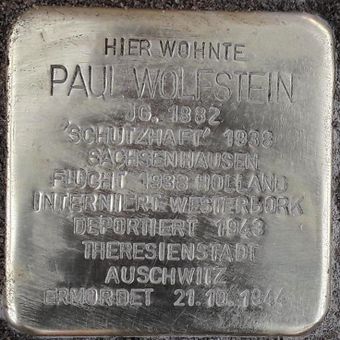 HIER WOHNTE
PAUL WOLFSTEIN
JG. 1882
'SCHUTZHAFT' 1938
SACHSENHAUSEN
FLUCHT 1938 HOLLAND
INTERNIERT WESTERBORK
DEPORTIERT 1943
THERESIENSTADT
AUSCHWITZ
ERMORDET 21.10.1944